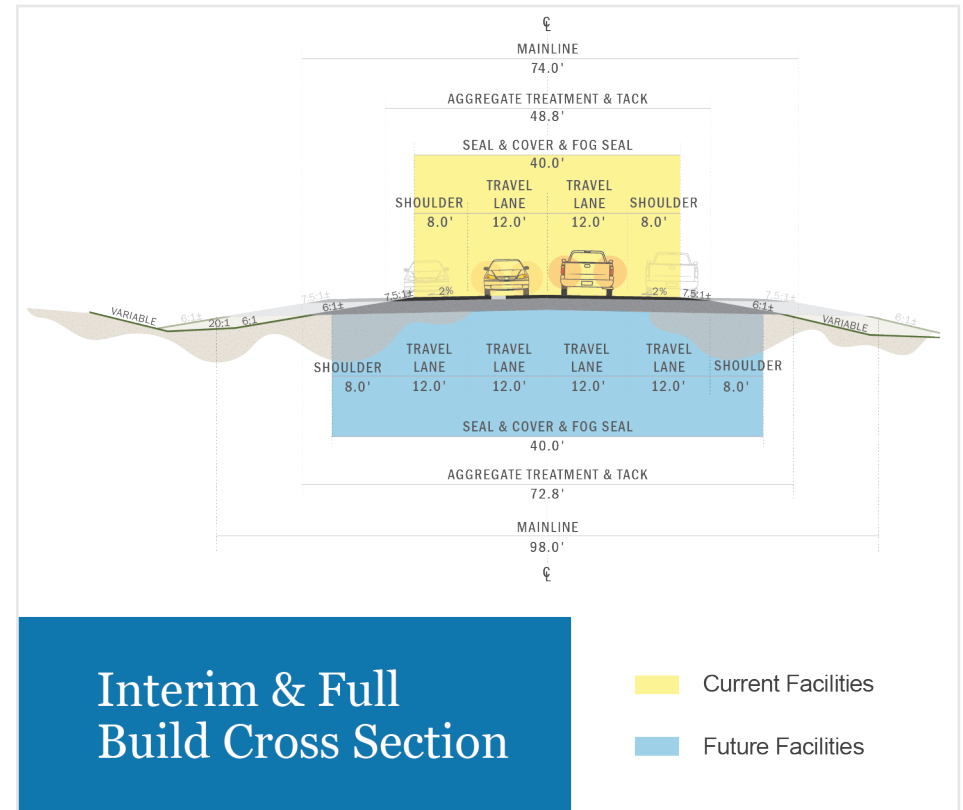 ℄
MAINLINE
74.0'
AGGREGATE TREATMENT & TACK
48.8'
SEAL & COVER & FOG SEAL
40.0'
SHOULDER TRAVEL LANE TRAVEL LANE SHOULDER
8.0' 12.0' 12.0' 8.0'
VARIABLE 6:1± 20:1 6:1 7.5:1± 6:1± 7.5:1± 2% 2% 7.5:1± 6:1± 7.5:1± VARIABLE 6:1±
SHOULDER TRAVEL LANE TRAVEL LANE TRAVEL LANE TRAVEL LANE SHOULDER
8.0' 12.0' 12.0' 12.0' 12.0' 8.0'
SEAL & COVER & FOG SEAL
40.0'
AGGREGATE TREATMENT & TACK
72.8'
MAINLINE
98.0'
℄
Interim & Full
Build Cross Section
Current Facilities
Future Facilities